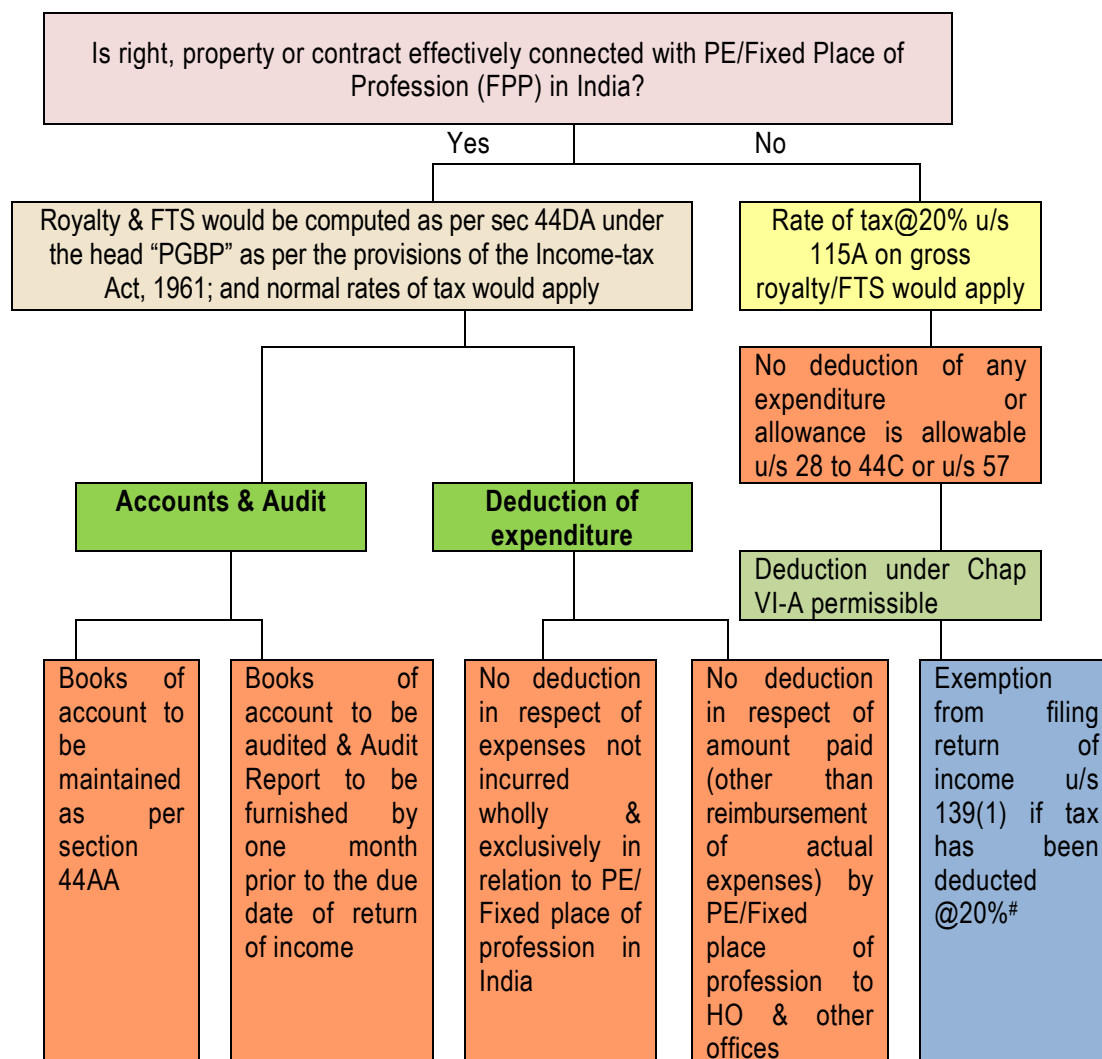 Is right, property or contract effectively connected with PE/Fixed Place of
Profession (FPP) in India?
Yes
No
Royalty & FTS would be computed as per sec 44DA under
the head “PGBP” as per the provisions of the Income-tax
Act, 1961; and normal rates of tax would apply
Rate of tax@20% u/s
115A on gross
royalty/FTS would apply
No deduction of any
expenditure or
allowance is allowable
u/s 28 to 44C or u/s 57
Accounts & Audit
Deduction of
expenditure
Deduction under Chap
VI-A permissible
Books of
account to
be
maintained
as per
section
44AA
Books of
account to be
audited & Audit
Report to be
furnished by
one month
prior to the due
date of return
of income
No deduction
in respect of
expenses not
incurred
wholly &
exclusively in
relation to PE/
Fixed place of
profession in
India
No deduction
in respect of
amount paid
(other than
reimbursement
of actual
expenses) by
PE/Fixed
place of
profession to
HO & other
offices
Exemption
from filing
return of
income u/s
139(1) if tax
has been
deducted
@20%#